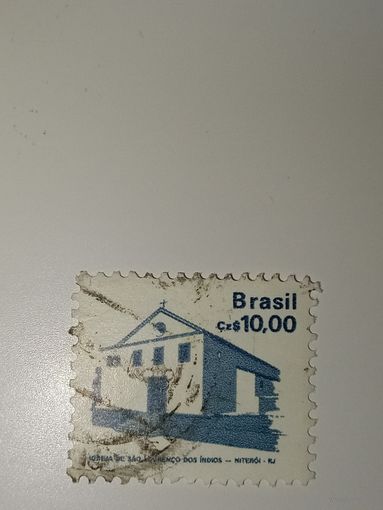 Brasil
Cz$10,00
IGREJA DE SÃO LOURENÇO DOS ÍNDIOS -- NITERÓI - RJ